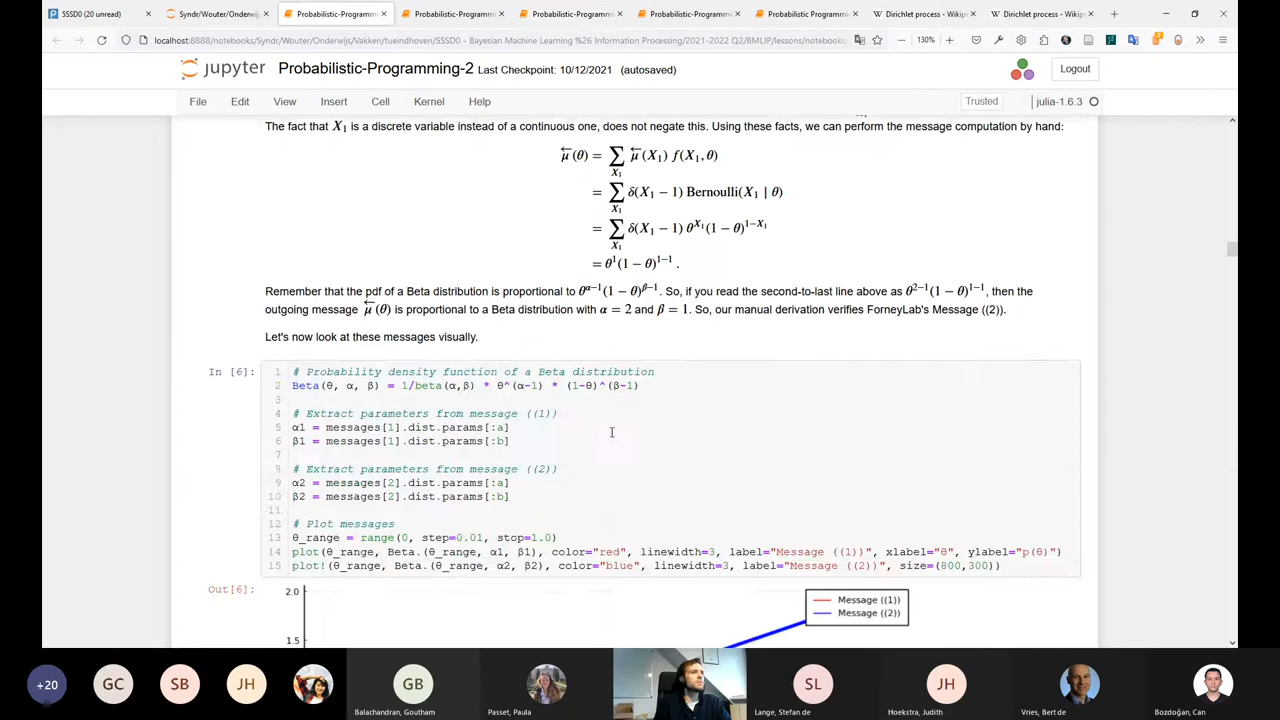 5SSD0 (20 unread)
Syndr/Wouter/Onderwijs/
Probabilistic-Programming-2
Probabilistic-Programming
Probabilistic-Programming
Probabilistic-Programming
Probabilistic Programming
Dirichlet process - Wikip
Dirichlet process - Wikip
localhost:8888/notebooks/Syndr/Wouter/Onderwijs/Vakken/tueindhoven/5SSD0 - Bayesian Machine Learning %26 Information Processing/2021-2022 Q2/BMLIP/lessons/notebooks
130%
jupyter Probabilistic-Programming-2 Last Checkpoint: 10/12/2021 (autosaved)
Logout
File Edit View Insert Cell Kernel Help
Trusted
julia-1.6.3
The fact that X₁ is a discrete variable instead of a continuous one, does not negate this. Using these facts, we can perform the message computation by hand:
←μ(θ) = ∑_{X₁} ←μ(X₁) f(X₁, θ)
= ∑_{X₁} δ(X₁ − 1) Bernoulli(X₁ | θ)
= ∑_{X₁} δ(X₁ − 1) θ^{X₁}(1 − θ)^{1−X₁}
= θ¹(1 − θ)^{1−1} .
Remember that the pdf of a Beta distribution is proportional to θ^{α−1}(1 − θ)^{β−1}. So, if you read the second-to-last line above as θ^{2−1}(1 − θ)^{1−1}, then the
outgoing message ←μ(θ) is proportional to a Beta distribution with α = 2 and β = 1. So, our manual derivation verifies ForneyLab's Message ((2)).
Let's now look at these messages visually.
In [6]:
1 # Probability density function of a Beta distribution
2 Beta(θ, α, β) = 1/beta(α,β) * θ^(α-1) * (1-θ)^(β-1)
3
4 # Extract parameters from message ((1))
5 α1 = messages[1].dist.params[:a]
6 β1 = messages[1].dist.params[:b]
7
8 # Extract parameters from message ((2))
9 α2 = messages[2].dist.params[:a]
10 β2 = messages[2].dist.params[:b]
11
12 # Plot messages
13 θ_range = range(0, step=0.01, stop=1.0)
14 plot(θ_range, Beta.(θ_range, α1, β1), color="red", linewidth=3, label="Message ((1))", xlabel="θ", ylabel="p(θ)")
15 plot!(θ_range, Beta.(θ_range, α2, β2), color="blue", linewidth=3, label="Message ((2))", size=(800,300))
Out[6]:
2.0
Message ((1))
Message ((2))
1.5
+20
GC
SB
JH
GB
SL
JH
Balachandran, Goutham
Passet, Paula
Lange, Stefan de
Hoekstra, Judith
Vries, Bert de
Bozdoğan, Can